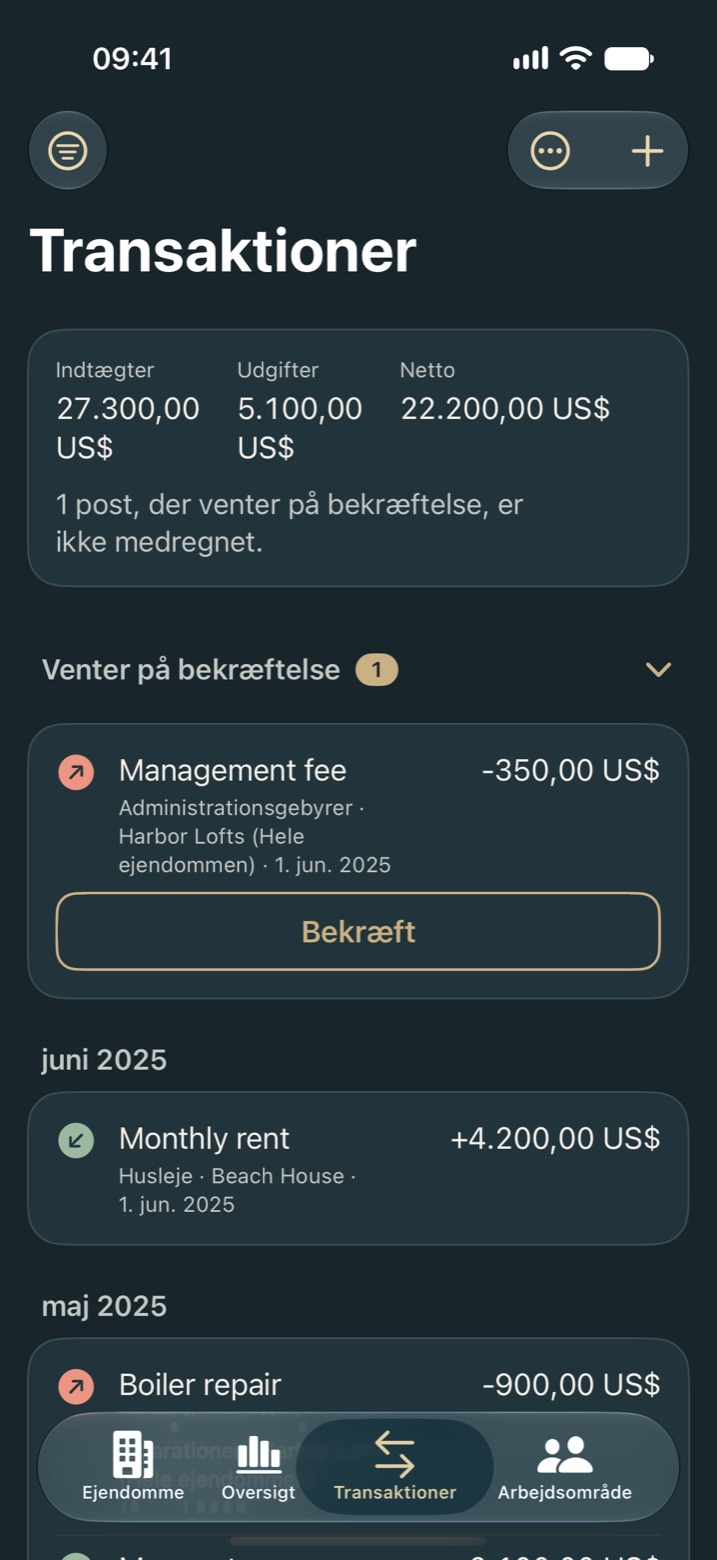 09:41
Transaktioner
Indtægter
Udgifter
Netto
27.300,00 US$
5.100,00 US$
22.200,00 US$
1 post, der venter på bekræftelse, er
ikke medregnet.
Venter på bekræftelse 1
Management fee -350,00 US$
Administrationsgebyrer ·
Harbor Lofts (Hele
ejendommen) · 1. jun. 2025
Bekræft
juni 2025
Monthly rent +4.200,00 US$
Husleje · Beach House ·
1. jun. 2025
maj 2025
Boiler repair -900,00 US$
Ejendomme Oversigt Transaktioner Arbejdsområde